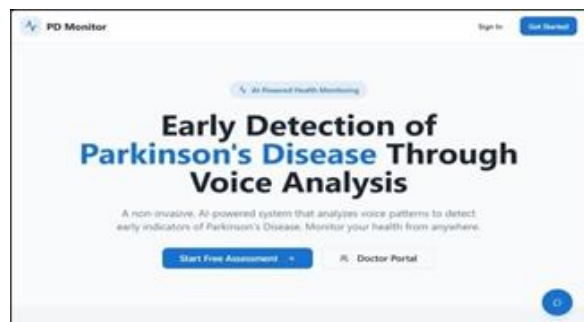 PD Monitor
Sign In
Get Started
AI-Powered Health Monitoring
Early Detection of
Parkinson's Disease Through
Voice Analysis
A non-invasive, AI-powered system that analyzes voice patterns to detect
early indicators of Parkinson's Disease. Monitor your health from anywhere.
Start Free Assessment
Doctor Portal